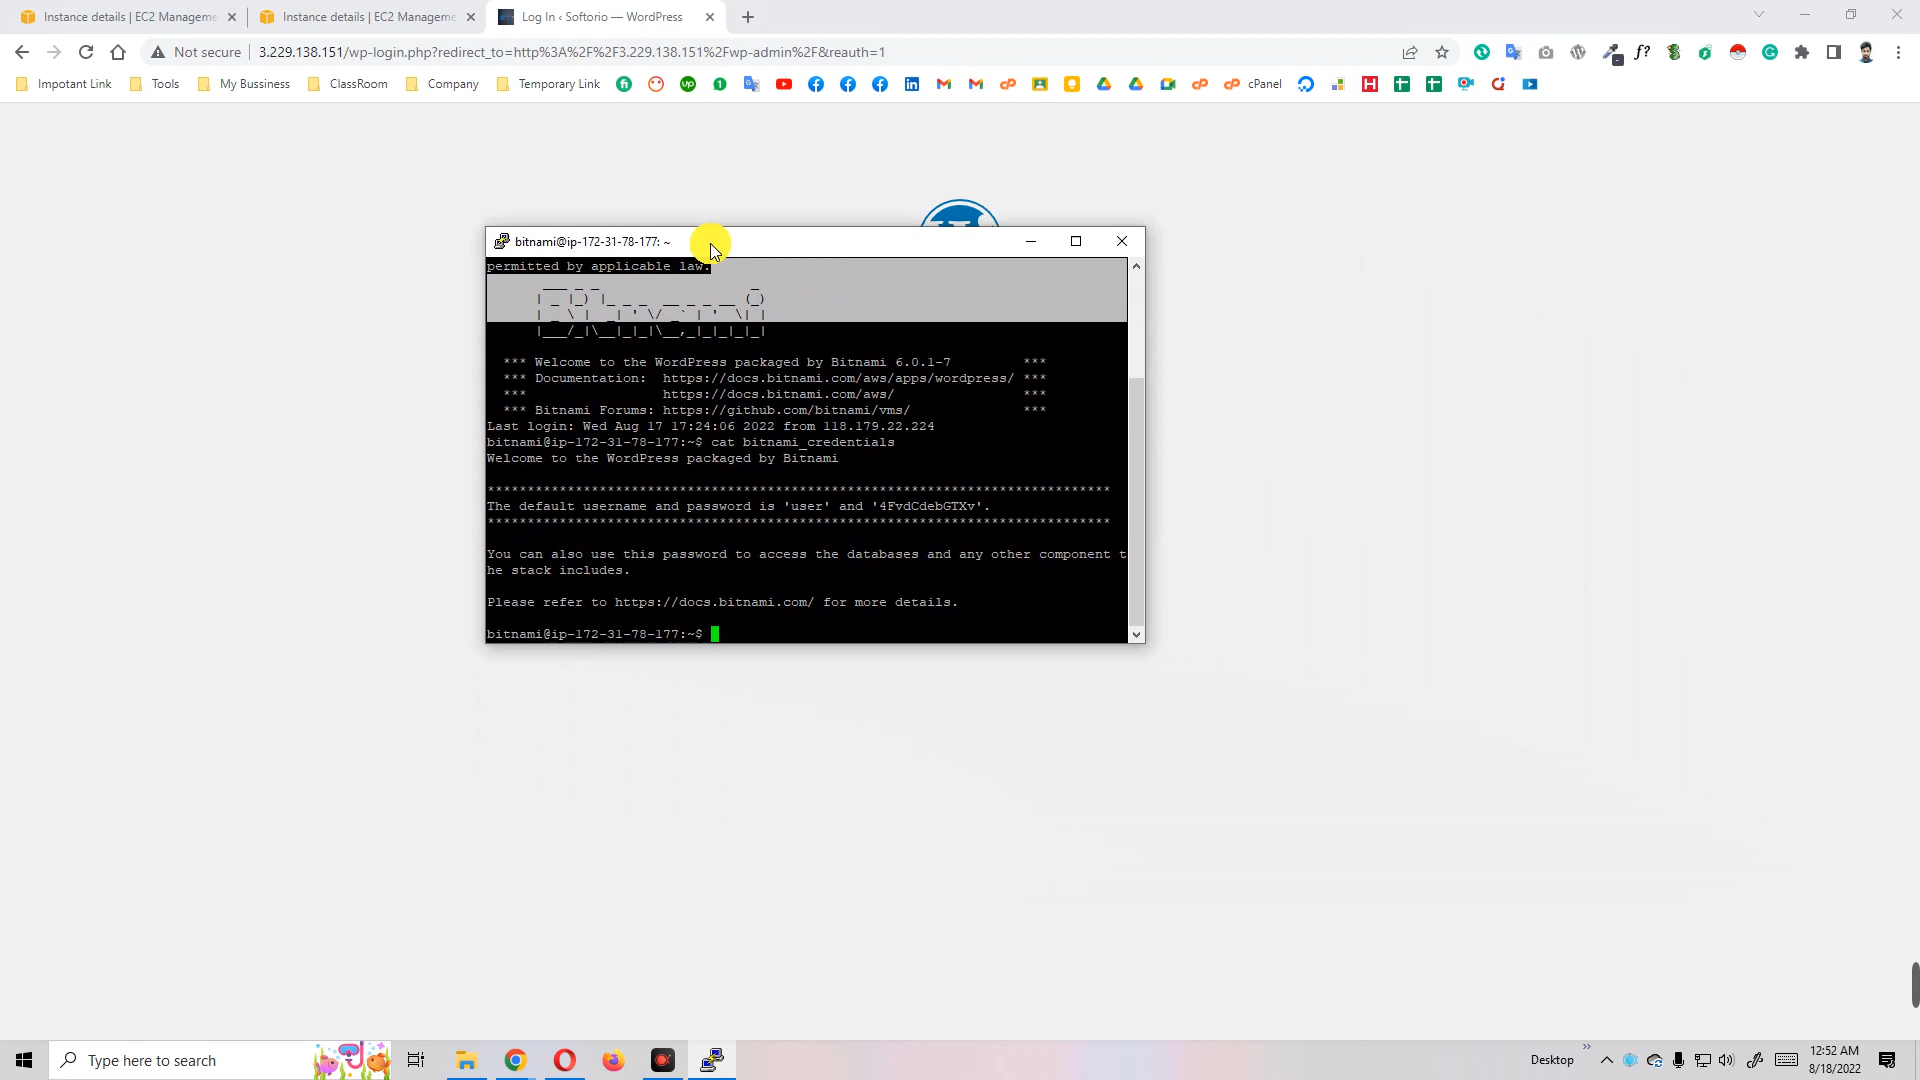 Instance details | EC2 Manageme
Instance details | EC2 Manageme
Log In ‹ Softorio — WordPress
Not secure
3.229.138.151/wp-login.php?redirect_to=http%3A%2F%2F3.229.138.151%2Fwp-admin%2F&reauth=1
Impotant Link
Tools
My Bussiness
ClassRoom
Company
Temporary Link
cPanel
bitnami@ip-172-31-78-177: ~
permitted by applicable law.
*** Welcome to the WordPress packaged by Bitnami 6.0.1-7 ***
*** Documentation: https://docs.bitnami.com/aws/apps/wordpress/ ***
*** https://docs.bitnami.com/aws/ ***
*** Bitnami Forums: https://github.com/bitnami/vms/ ***
Last login: Wed Aug 17 17:24:06 2022 from 118.179.22.224
bitnami@ip-172-31-78-177:~$ cat bitnami_credentials
Welcome to the WordPress packaged by Bitnami
******************************************************************************
The default username and password is 'user' and '4FvdCdebGTXv'.
******************************************************************************
You can also use this password to access the databases and any other component t
he stack includes.
Please refer to https://docs.bitnami.com/ for more details.
bitnami@ip-172-31-78-177:~$
Type here to search
Desktop
12:52 AM
8/18/2022